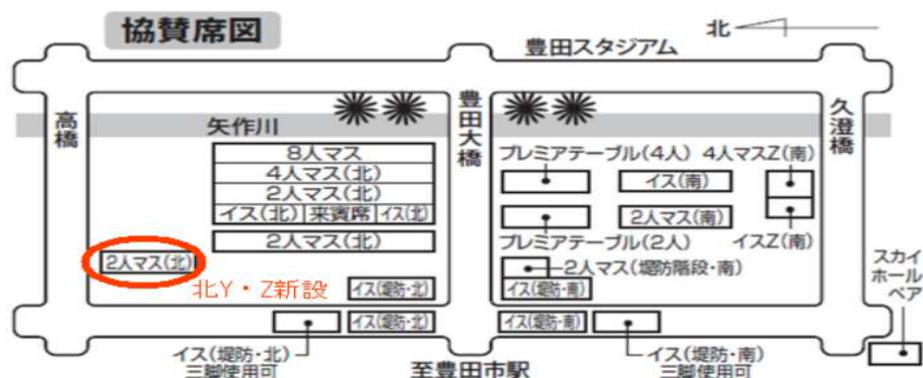 協賛席図
北
豊田スタジアム
高橋
豊田大橋
久澄橋
矢作川
8人マス
4人マス(北)
2人マス(北)
イス(北) 来賓席 イス(北)
2人マス(北)
2人マス(北)
北Y・Z新設
イス(堤防・北)
イス(堤防・北)
イス(堤防・北)
三脚使用可
プレミアテーブル(4人)
4人マスZ(南)
イス(南)
2人マス(南)
プレミアテーブル(2人)
イスZ(南)
2人マス(堤防階段・南)
イス(堤防・南)
イス(堤防・南)
イス(堤防・南)
三脚使用可
スカイ
ホール
ペア
至豊田市駅